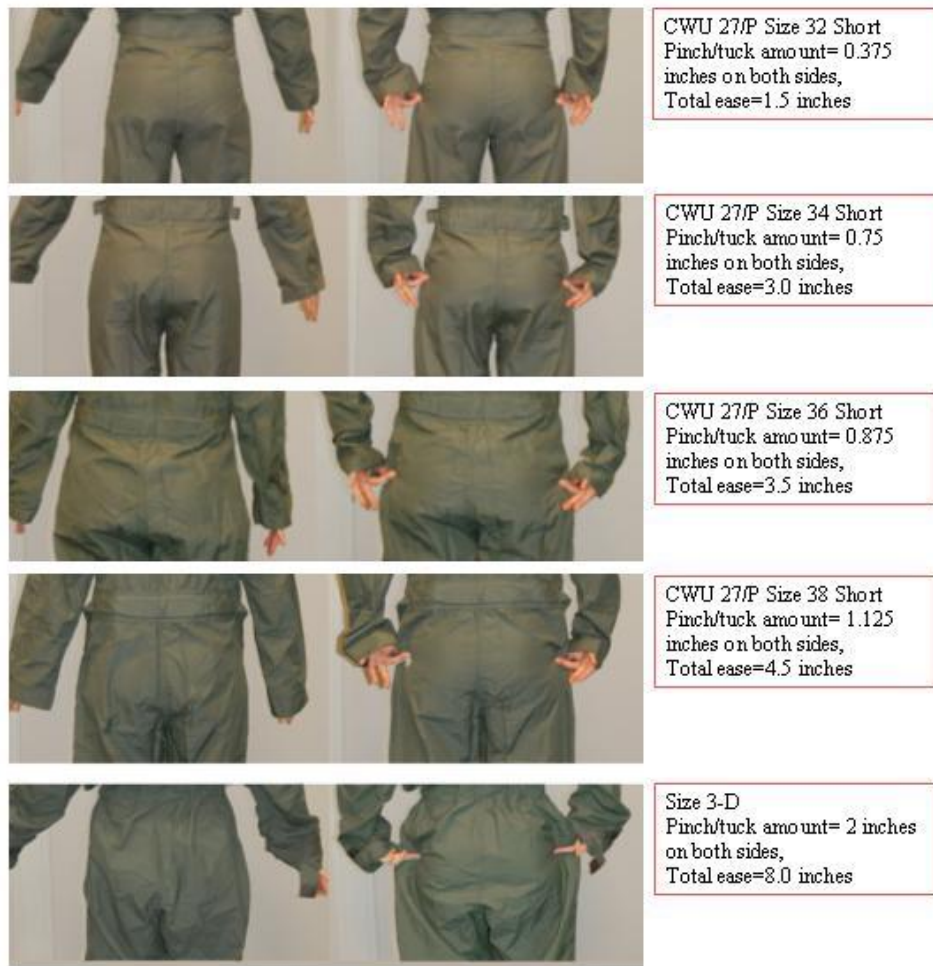 CWU 27/P Size 32 Short
Pinch/tuck amount= 0.375
inches on both sides,
Total ease=1.5 inches
CWU 27/P Size 34 Short
Pinch/tuck amount= 0.75
inches on both sides,
Total ease=3.0 inches
CWU 27/P Size 36 Short
Pinch/tuck amount= 0.875
inches on both sides,
Total ease=3.5 inches
CWU 27/P Size 38 Short
Pinch/tuck amount= 1.125
inches on both sides,
Total ease=4.5 inches
Size 3-D
Pinch/tuck amount= 2 inches
on both sides,
Total ease=8.0 inches